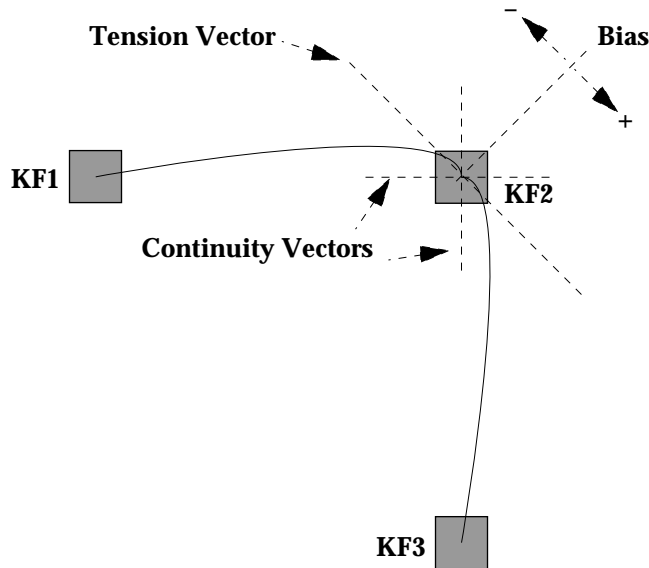 Tension Vector
Bias
−
+
KF1
KF2
Continuity Vectors
KF3